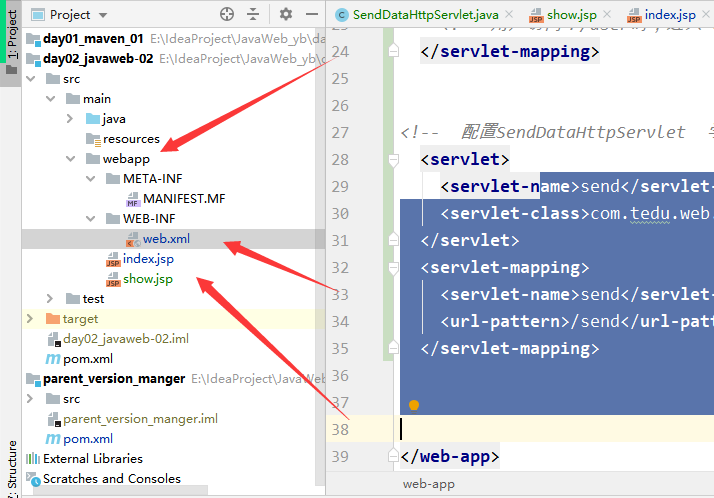 1: Project
Project
day01_maven_01 E:\IdeaProject\JavaWeb_yb\da
day02_javaweb-02 E:\IdeaProject\JavaWeb_yb\d
src
main
java
resources
webapp
META-INF
MANIFEST.MF
WEB-INF
web.xml
index.jsp
show.jsp
test
target
day02_javaweb-02.iml
pom.xml
parent_version_manger E:\IdeaProject\JavaWeb
src
parent_version_manger.iml
pom.xml
External Libraries
Scratches and Consoles
Structure
SendDataHttpServlet.java
show.jsp
index.jsp
24 </servlet-mapping>
25
26
27 <!-- 配置SendDataHttpServlet
28 <servlet>
29 <servlet-name>send</servlet-
30 <servlet-class>com.tedu.web.
31 </servlet>
32 <servlet-mapping>
33 <servlet-name>send</servlet-
34 <url-pattern>/send</url-patt
35 </servlet-mapping>
36
37
38
39 </web-app>
web-app